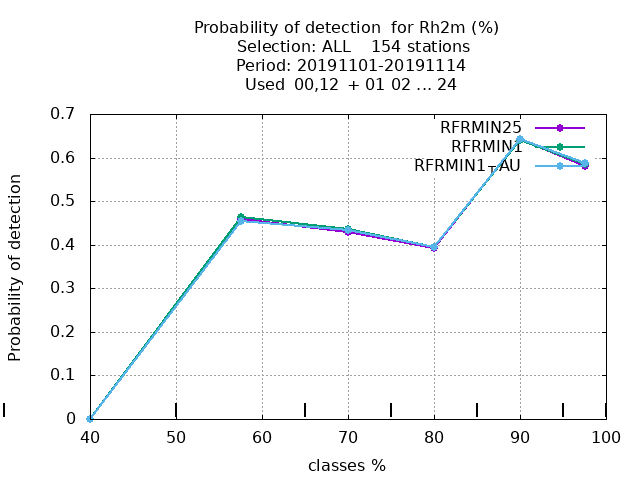 Probability of detection for Rh2m (%)
Selection: ALL 154 stations
Period: 20191101-20191114
Used 00,12 + 01 02 ... 24
RFRMIN25
RFRMIN1
RFRMIN1_AU
Probability of detection
0.7
0.6
0.5
0.4
0.3
0.2
0.1
0
40 50 60 70 80 90 100
classes %